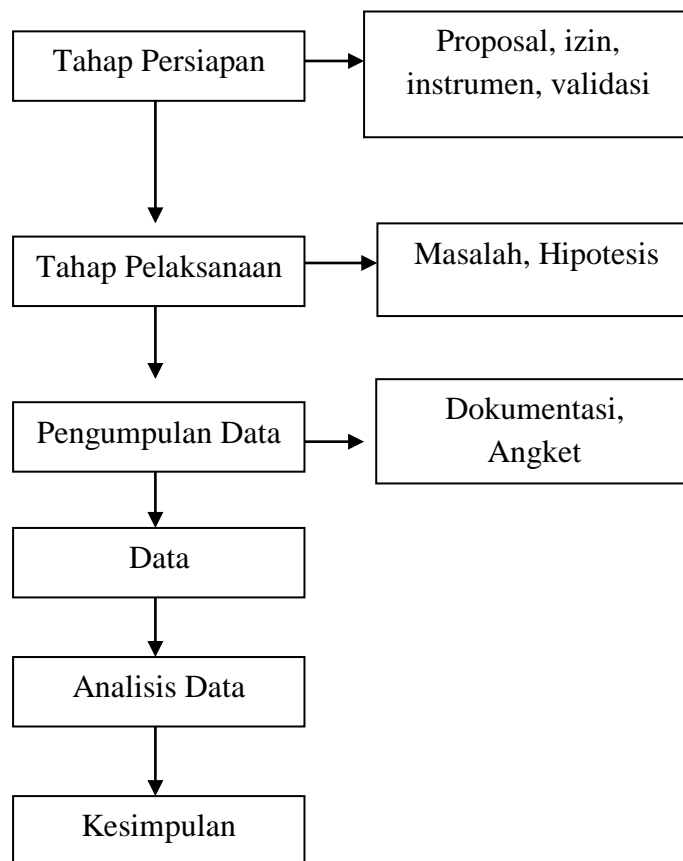 Tahap Persiapan
Proposal, izin,
instrumen, validasi
Tahap Pelaksanaan
Masalah, Hipotesis
Pengumpulan Data
Dokumentasi,
Angket
Data
Analisis Data
Kesimpulan